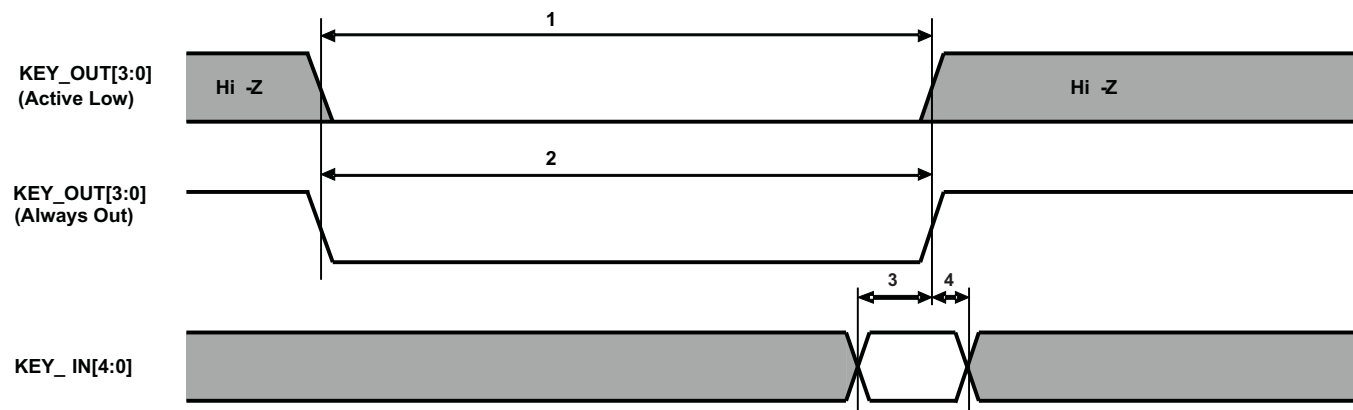 1
KEY_OUT[3:0]
(Active Low)
Hi -Z
Hi -Z
2
KEY_OUT[3:0]
(Always Out)
3
4
KEY_ IN[4:0]